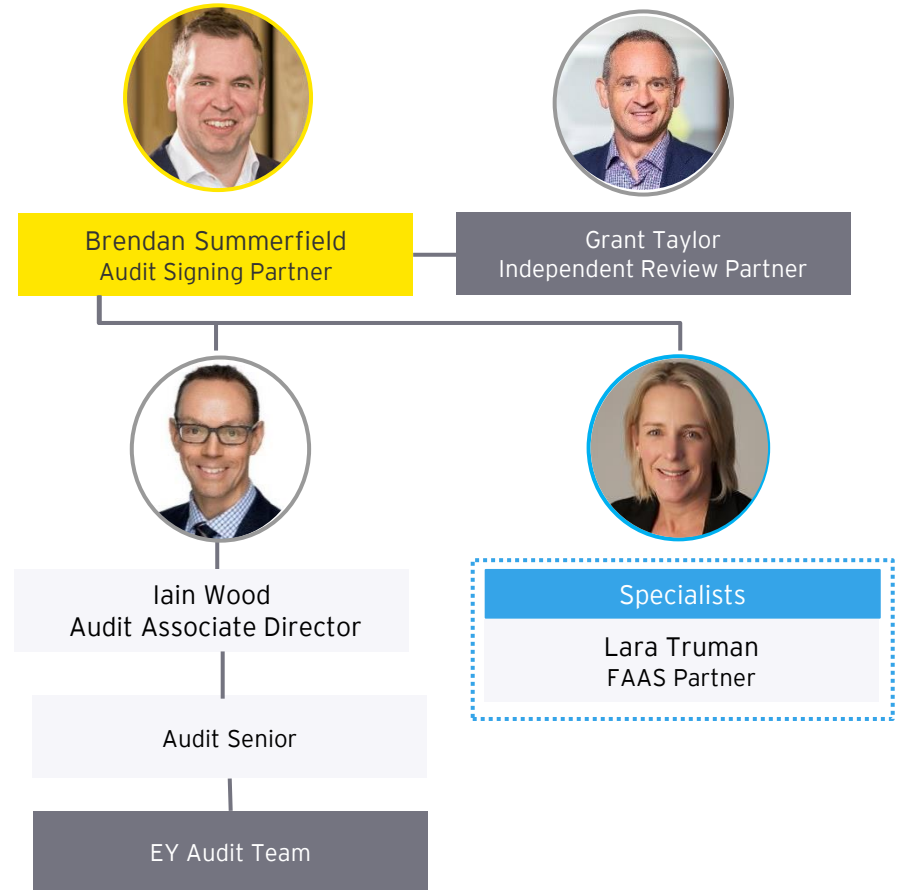 Brendan Summerfield
Audit Signing Partner
Grant Taylor
Independent Review Partner
Iain Wood
Audit Associate Director
Specialists
Lara Truman
FAAS Partner
Audit Senior
EY Audit Team